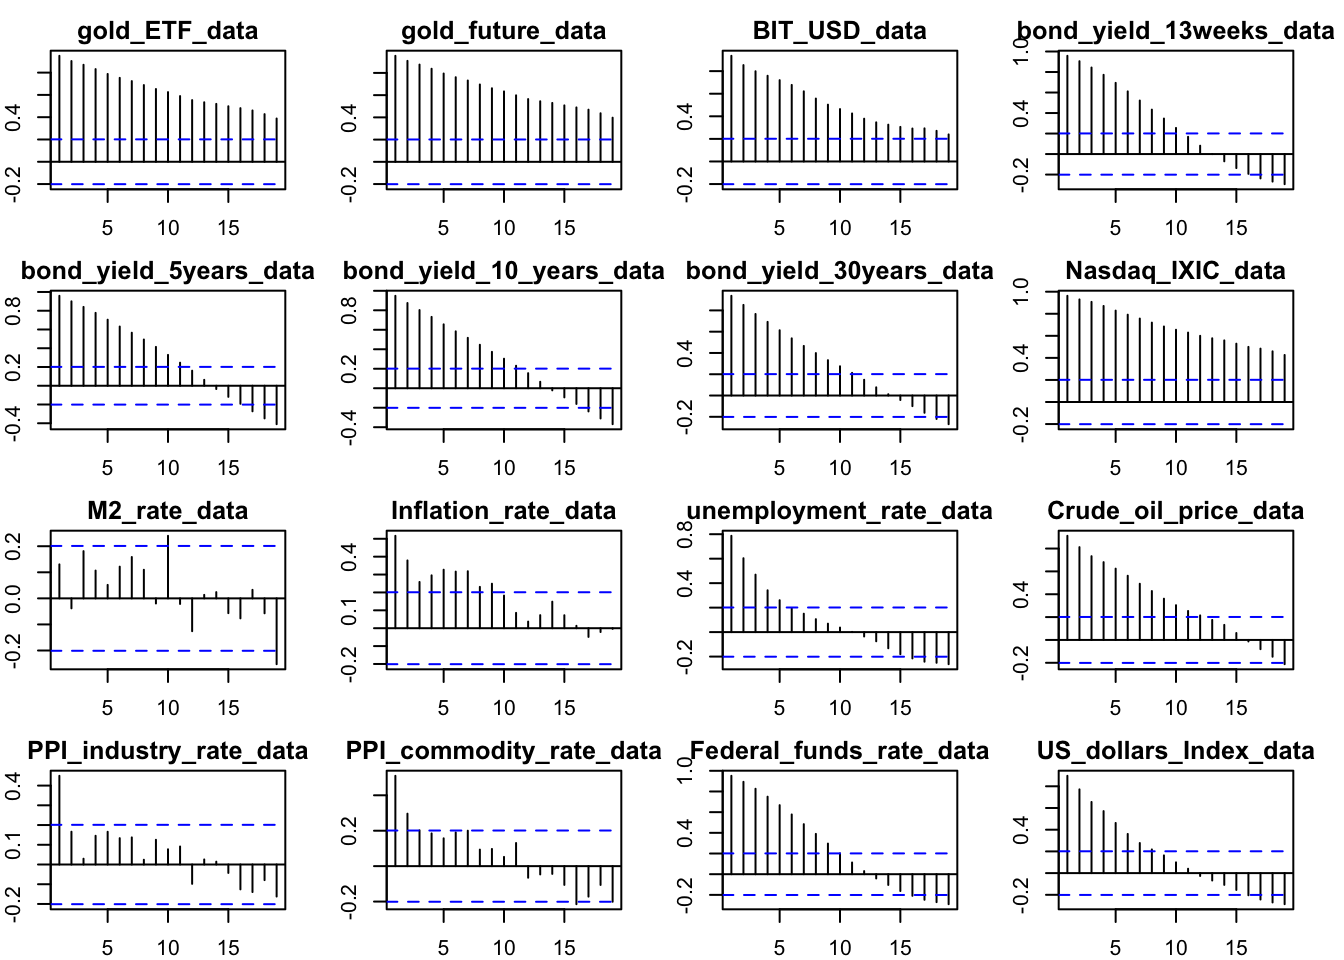 gold_ETF_data
gold_future_data
BIT_USD_data
bond_yield_13weeks_data
-0.2 0.4
-0.2 0.4
-0.2 0.4
-0.2 0.4 1.0
5 10 15
5 10 15
5 10 15
5 10 15
bond_yield_5years_data
bond_yield_10_years_data
bond_yield_30years_data
Nasdaq_IXIC_data
-0.4 0.2 0.8
-0.4 0.2 0.8
-0.2 0.4
-0.2 0.4 1.0
5 10 15
5 10 15
5 10 15
5 10 15
M2_rate_data
Inflation_rate_data
unemployment_rate_data
Crude_oil_price_data
-0.2 0.0 0.2
-0.2 0.1 0.4
-0.2 0.4 0.8
-0.2 0.4
5 10 15
5 10 15
5 10 15
5 10 15
PPI_industry_rate_data
PPI_commodity_rate_data
Federal_funds_rate_data
US_dollars_Index_data
-0.2 0.1 0.4
-0.2 0.2
-0.2 0.4 1.0
-0.2 0.4
5 10 15
5 10 15
5 10 15
5 10 15